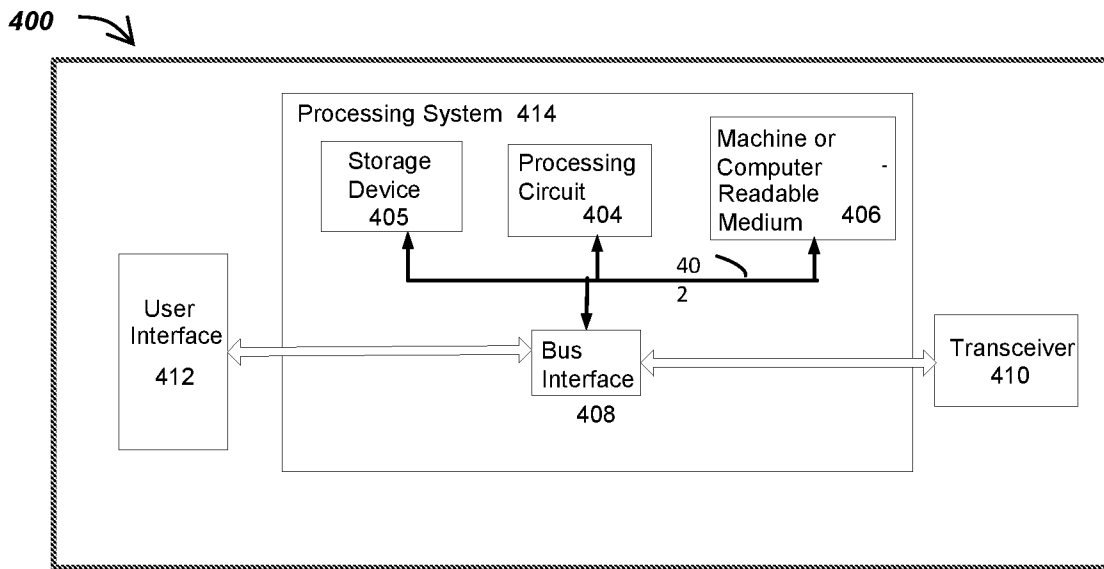 400
Processing System 414
Storage
Device
405
Processing
Circuit
404
Machine or
Computer -
Readable
Medium 406
40
2
User
Interface
412
Bus
Interface
408
Transceiver
410